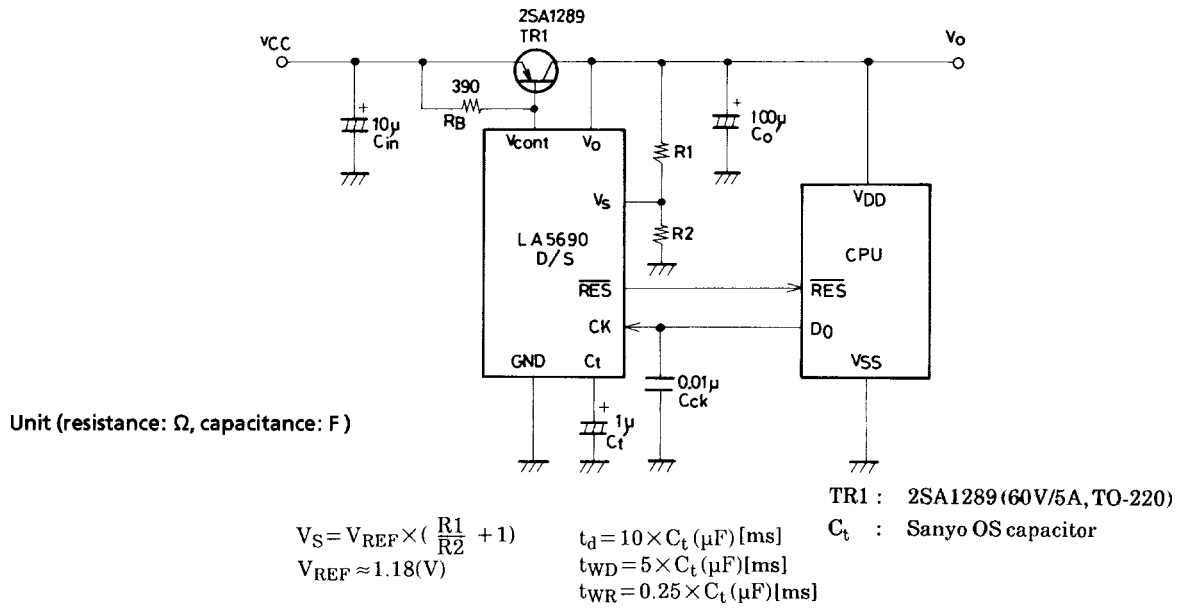 2SA1289
TR1
VCC
Vo
390
RB
10μ
Cin
Vcont
Vo
R1
100μ
Co
VS
R2
VDD
LA5690
D/S
CPU
RES
RES
CK
Do
GND
Ct
VSS
0.01μ
Cck
1μ
Ct
Unit (resistance: Ω, capacitance: F)
TR1 : 2SA1289 (60V/5A, TO-220)
Ct : Sanyo OS capacitor
VS = VREF × ( R1/R2 + 1)
VREF ≈ 1.18(V)
td = 10 × Ct (μF) [ms]
tWD = 5 × Ct (μF) [ms]
tWR = 0.25 × Ct (μF) [ms]